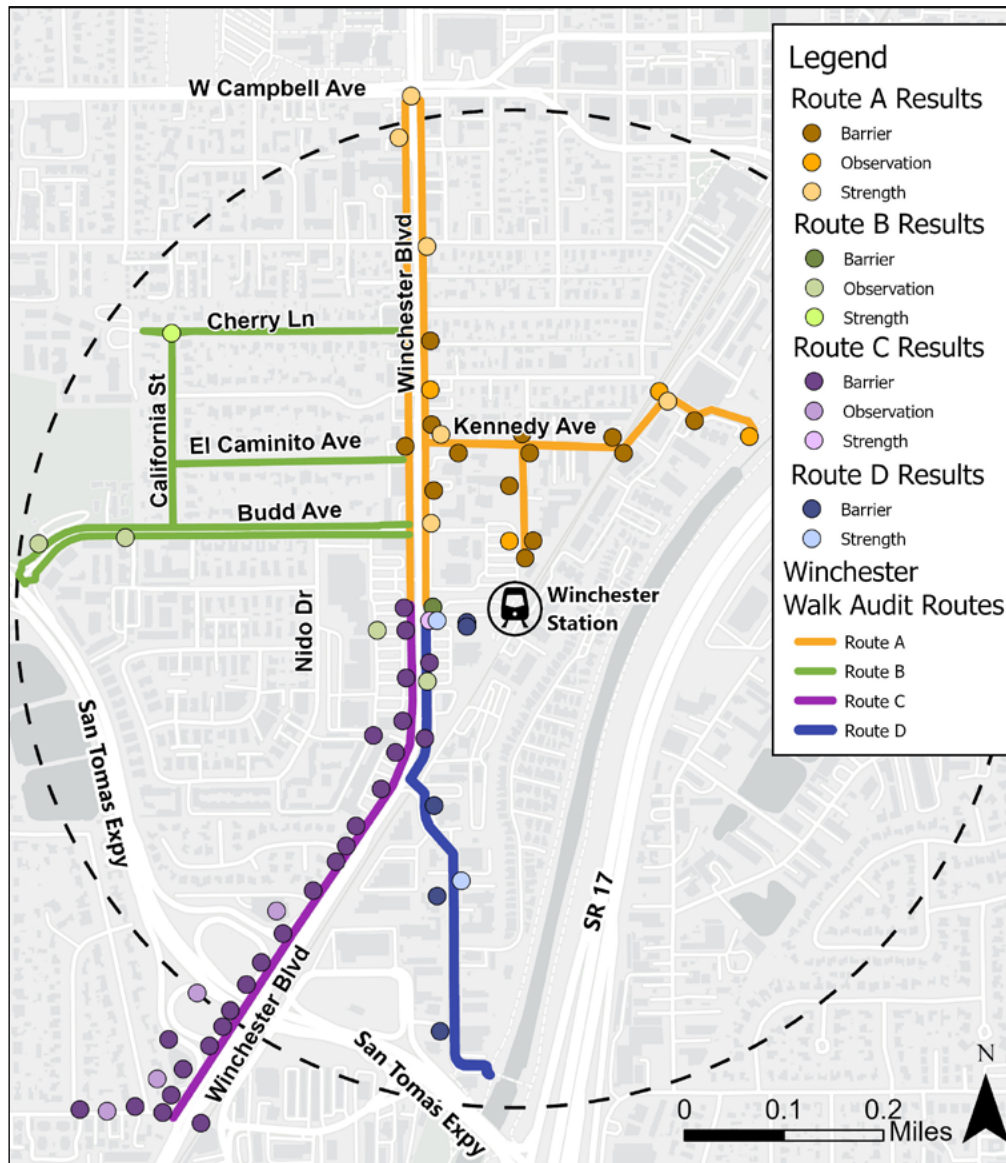 W Campbell Ave
Winchester Blvd
Cherry Ln
California St
El Caminito Ave
Kennedy Ave
Budd Ave
Nido Dr
Winchester
Station
San Tomas Expy
SR 17
Winchester Blvd
San Tomas Expy
Legend
Route A Results
Barrier
Observation
Strength
Route B Results
Barrier
Observation
Strength
Route C Results
Barrier
Observation
Strength
Route D Results
Barrier
Strength
Winchester
Walk Audit Routes
Route A
Route B
Route C
Route D
N
0 0.1 0.2
Miles